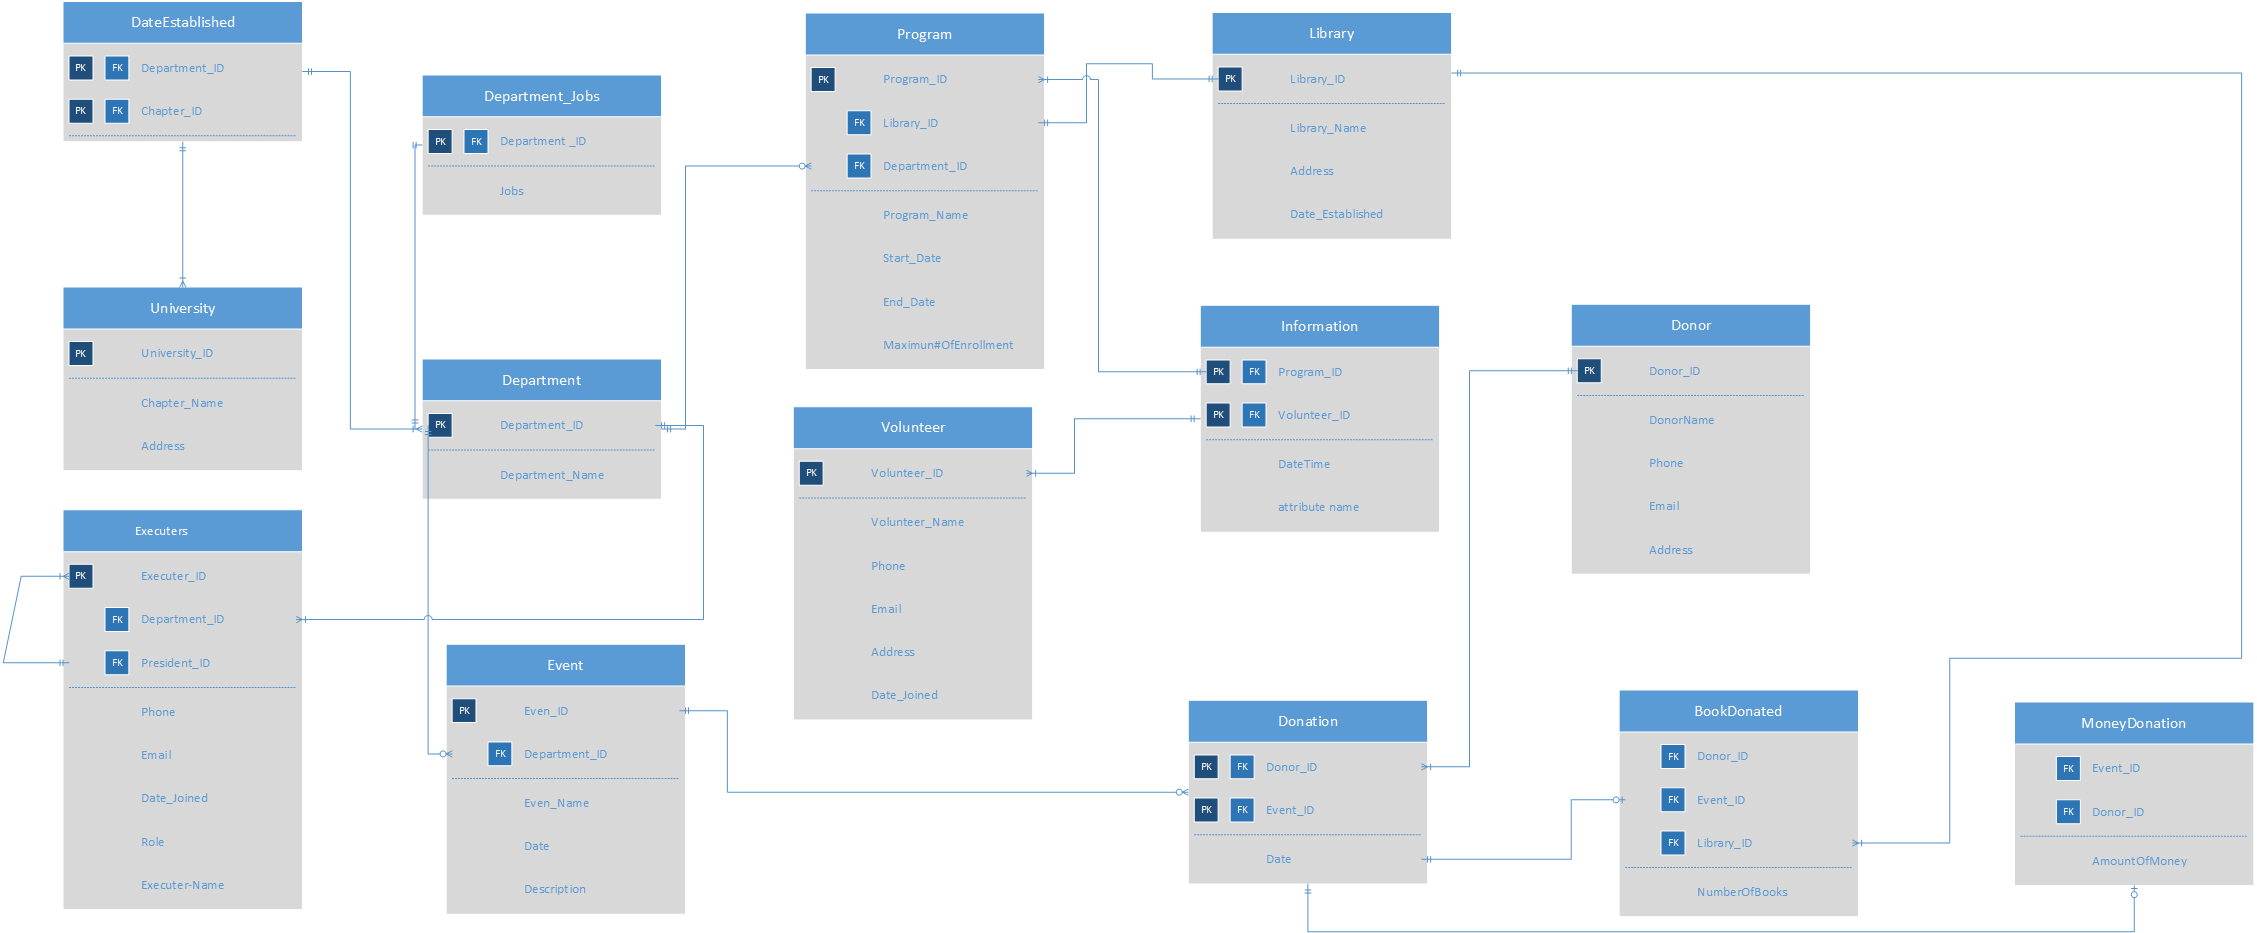 DateEstablished
PK FK Department_ID
PK FK Chapter_ID
Department_Jobs
PK FK Department _ID
Jobs
Program
PK Program_ID
FK Library_ID
FK Department_ID
Program_Name
Start_Date
End_Date
Maximun#OfEnrollment
Library
PK Library_ID
Library_Name
Address
Date_Established
University
PK University_ID
Chapter_Name
Address
Department
PK Department_ID
Department_Name
Information
PK FK Program_ID
PK FK Volunteer_ID
DateTime
attribute name
Donor
PK Donor_ID
DonorName
Phone
Email
Address
Volunteer
PK Volunteer_ID
Volunteer_Name
Phone
Email
Address
Date_Joined
Executers
PK Executer_ID
FK Department_ID
FK President_ID
Phone
Email
Date_Joined
Role
Executer-Name
Event
PK Even_ID
FK Department_ID
Even_Name
Date
Description
Donation
PK FK Donor_ID
PK FK Event_ID
Date
BookDonated
FK Donor_ID
FK Event_ID
FK Library_ID
NumberOfBooks
MoneyDonation
FK Event_ID
FK Donor_ID
AmountOfMoney